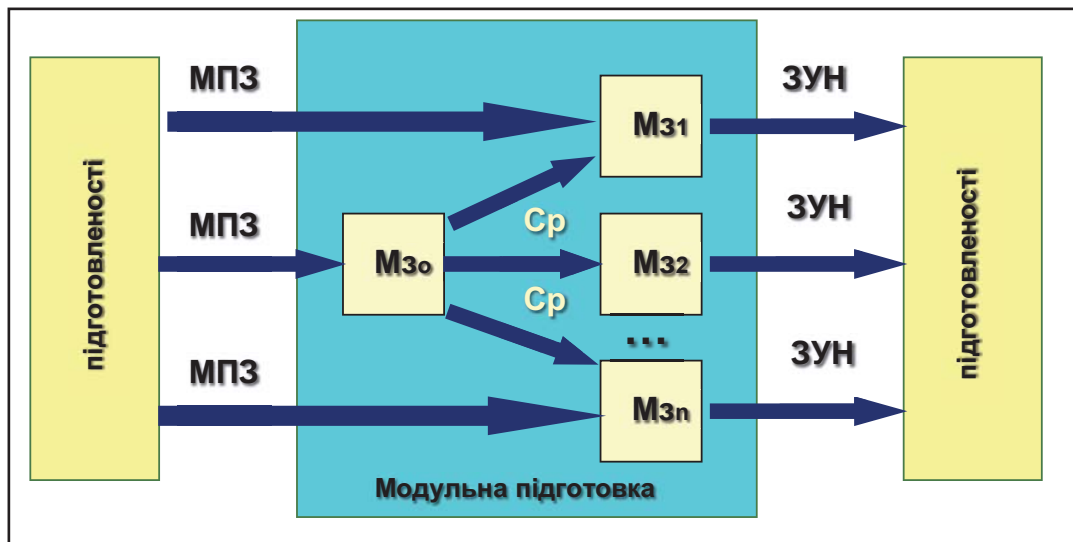 підготовленості
МПЗ
МПЗ
МПЗ
Мзо
Ср
Ср
Мз1
Мз2
...
Мзn
Модульна підготовка
ЗУН
ЗУН
ЗУН
підготовленості